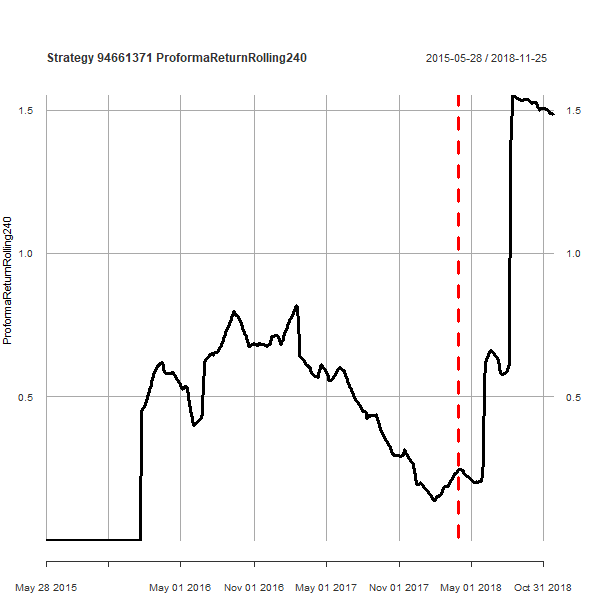 Strategy 94661371 ProformaReturnRolling240
2015-05-28 / 2018-11-25
ProformaReturnRolling240
1.5
1.0
0.5
1.5
1.0
0.5
May 28 2015
May 01 2016
Nov 01 2016
May 01 2017
Nov 01 2017
May 01 2018
Oct 31 2018